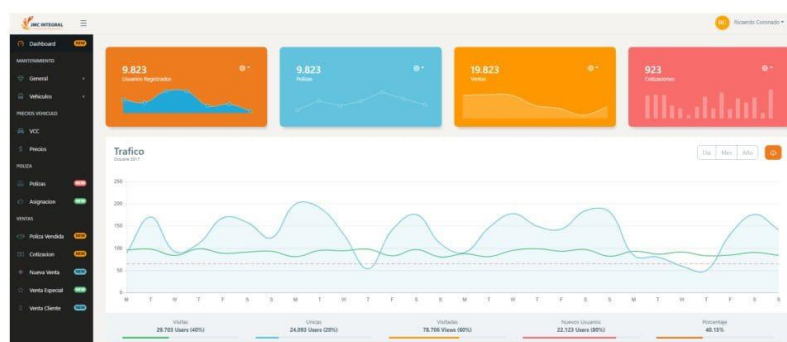 JMC INTEGRAL
Ricaerdo Coronado
Dashboard NEW
MANTENIMIENTO
General
Vehiculos
PRECIOS VEHICULO
VCC
Precios
POLIZA
Polizas NEW
Asignacion NEW
VENTAS
Poliza Vendida NEW
Cotizacion NEW
Nueva Venta NEW
Venta Especial NEW
Venta Cliente NEW
9.823
Usuarios Registrados
9.823
Polizas
19.823
Ventas
923
Cotizaciones
Trafico
Octubre 2017
Dia Mes Año
250
200
150
100
50
0
M T W T F S S M T W T F S S M T W T F S S M T W T F S S
Visitas
29.703 Users (40%)
Unicas
24.093 Users (20%)
Visitadas
78.706 Views (60%)
Nuevos Usuarios
22.123 Users (80%)
Porcentaje
40.15%